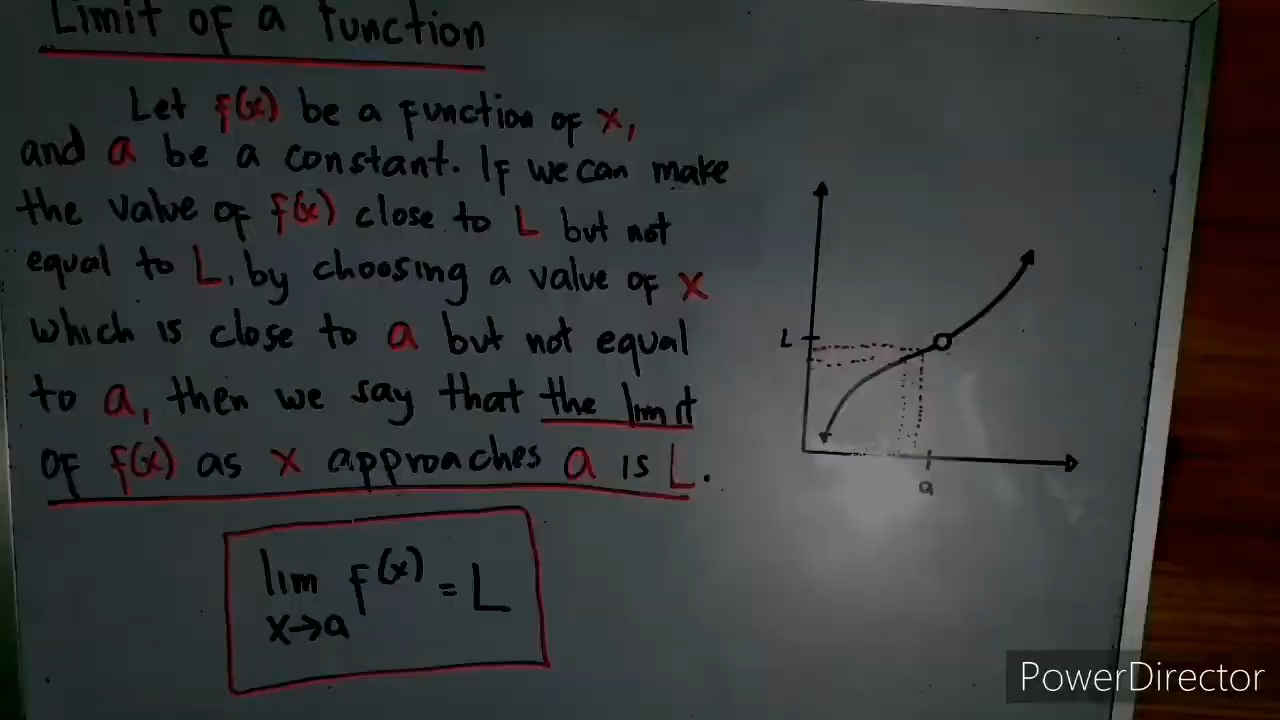 Limit of a function
Let f(x) be a function of x,
and a be a constant. If we can make
the value of f(x) close to L but not
equal to L, by choosing a value of x
which is close to a but not equal
to a, then we say that the limit
of f(x) as x approaches a is L.
lim f(x) = L
x→a
L
a
PowerDirector